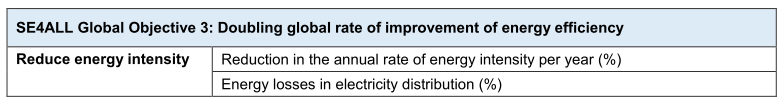 SE4ALL Global Objective 3: Doubling global rate of improvement of energy efficiency
Reduce energy intensity
Reduction in the annual rate of energy intensity per year (%)
Energy losses in electricity distribution (%)